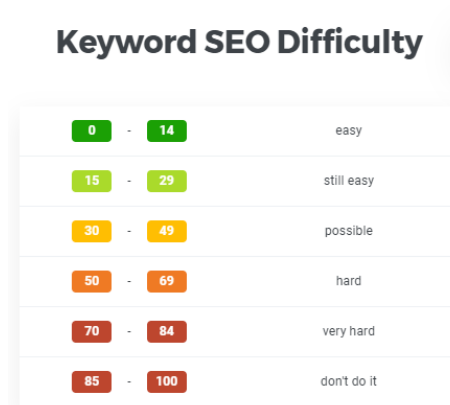 Keyword SEO Difficulty
0 - 14 easy
15 - 29 still easy
30 - 49 possible
50 - 69 hard
70 - 84 very hard
85 - 100 don't do it